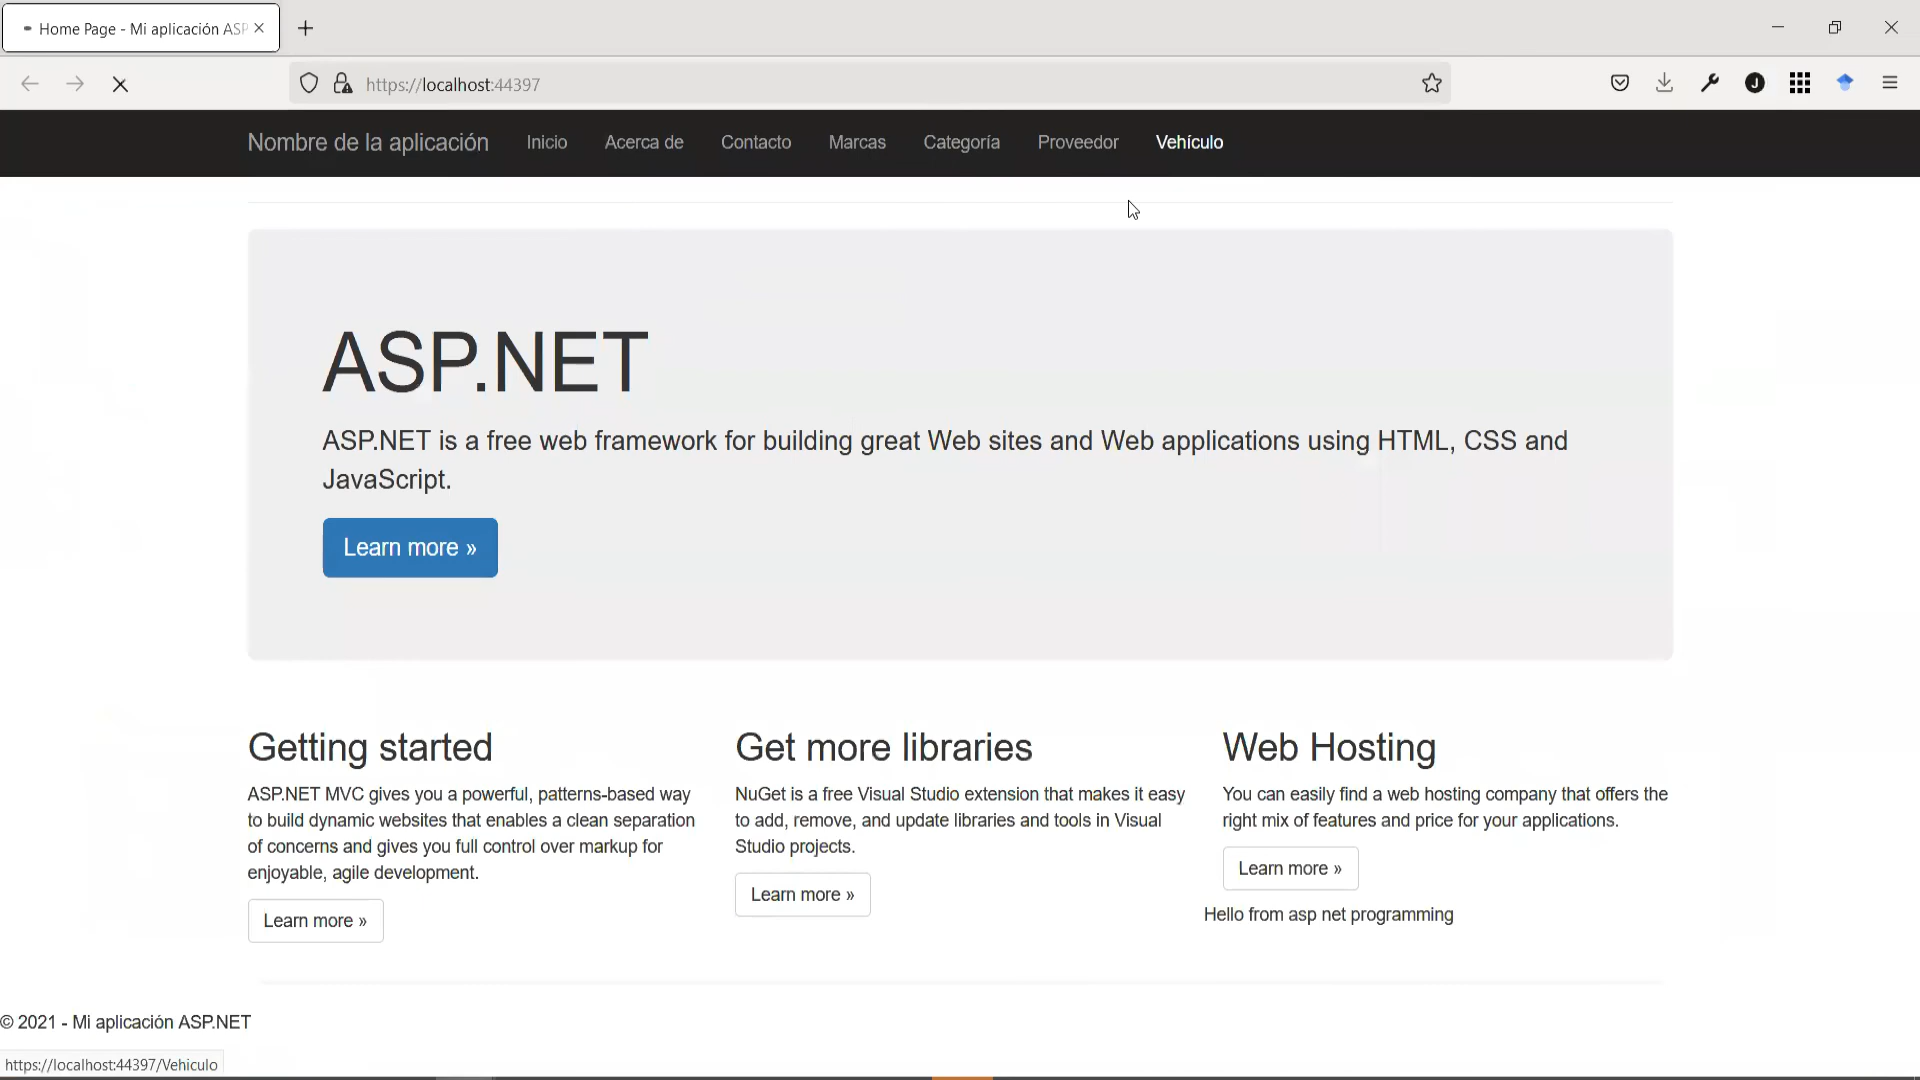 Home Page - Mi aplicación ASP
https://localhost:44397
J
Nombre de la aplicación Inicio Acerca de Contacto Marcas Categoría Proveedor Vehículo
ASP.NET
ASP.NET is a free web framework for building great Web sites and Web applications using HTML, CSS and
JavaScript.
Learn more »
Getting started
ASP.NET MVC gives you a powerful, patterns-based way
to build dynamic websites that enables a clean separation
of concerns and gives you full control over markup for
enjoyable, agile development.
Learn more »
Get more libraries
NuGet is a free Visual Studio extension that makes it easy
to add, remove, and update libraries and tools in Visual
Studio projects.
Learn more »
Web Hosting
You can easily find a web hosting company that offers the
right mix of features and price for your applications.
Learn more »
Hello from asp net programming
© 2021 - Mi aplicación ASP.NET
https://localhost:44397/Vehiculo